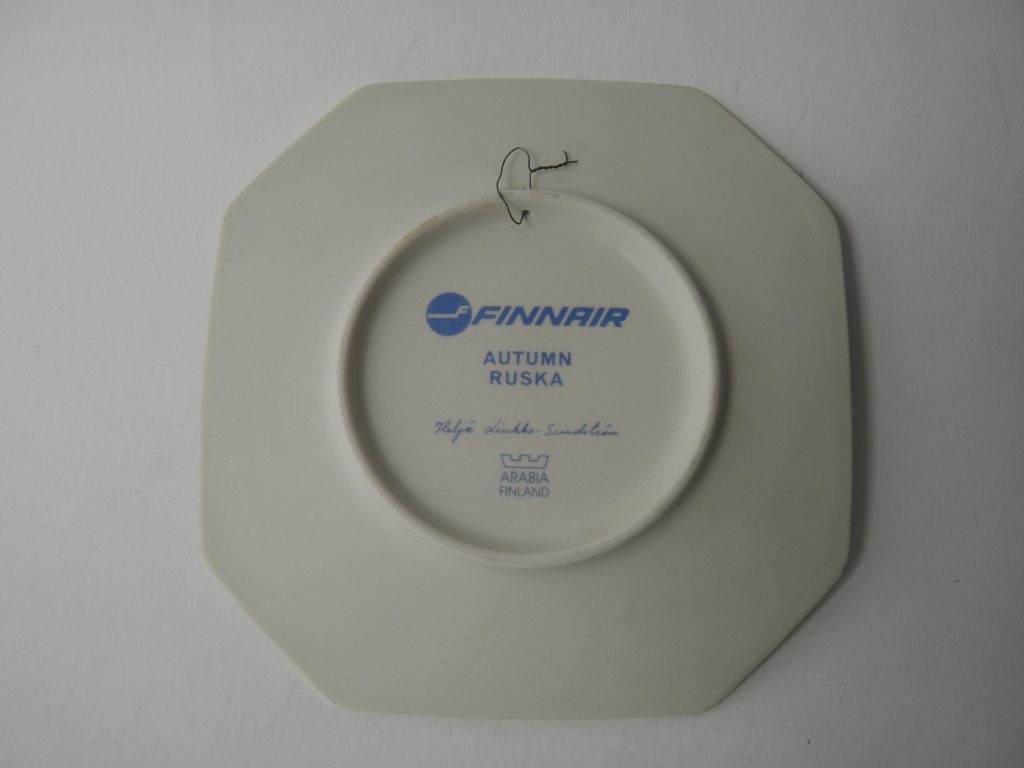 FINNAIR
AUTUMN
RUSKA
Heljä Liukko-Sundström
ARABIA
FINLAND